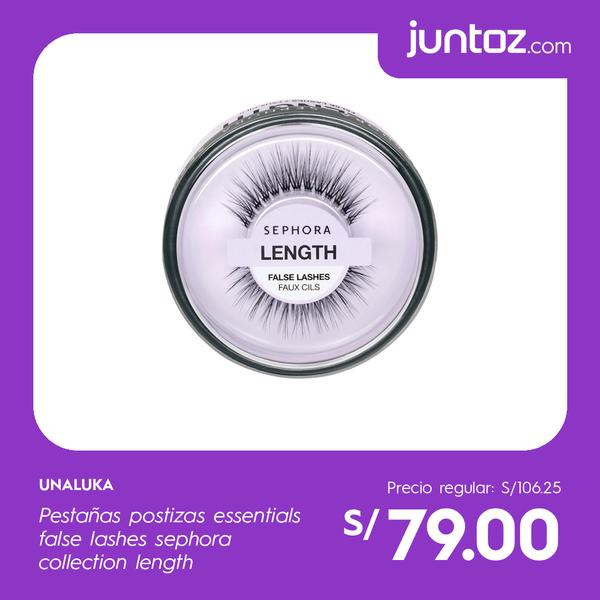 juntoz.com
SEPHORA
LENGTH
FALSE LASHES
FAUX CILS
UNALUKA
Precio regular: S/106.25
Pestañas postizas essentials
false lashes sephora
collection length
S/79.00